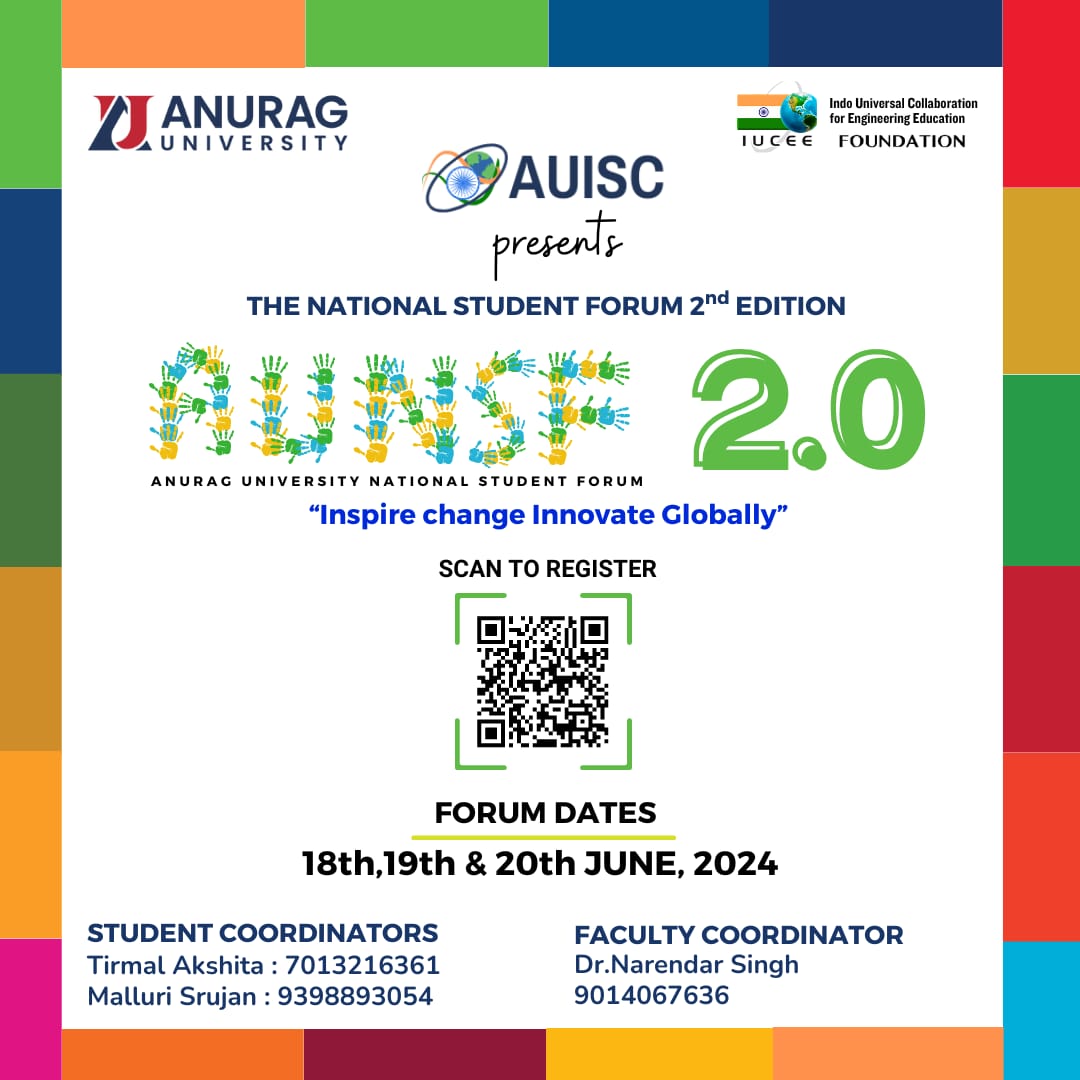 ANURAG
UNIVERSITY
Indo Universal Collaboration
for Engineering Education
IUCEE FOUNDATION
AUISC
presents
THE NATIONAL STUDENT FORUM 2nd EDITION
AUNSF 2.0
ANURAG UNIVERSITY NATIONAL STUDENT FORUM
“Inspire change Innovate Globally”
SCAN TO REGISTER
FORUM DATES
18th,19th & 20th JUNE, 2024
STUDENT COORDINATORS
Tirmal Akshita : 7013216361
Malluri Srujan : 9398893054
FACULTY COORDINATOR
Dr.Narendar Singh
9014067636